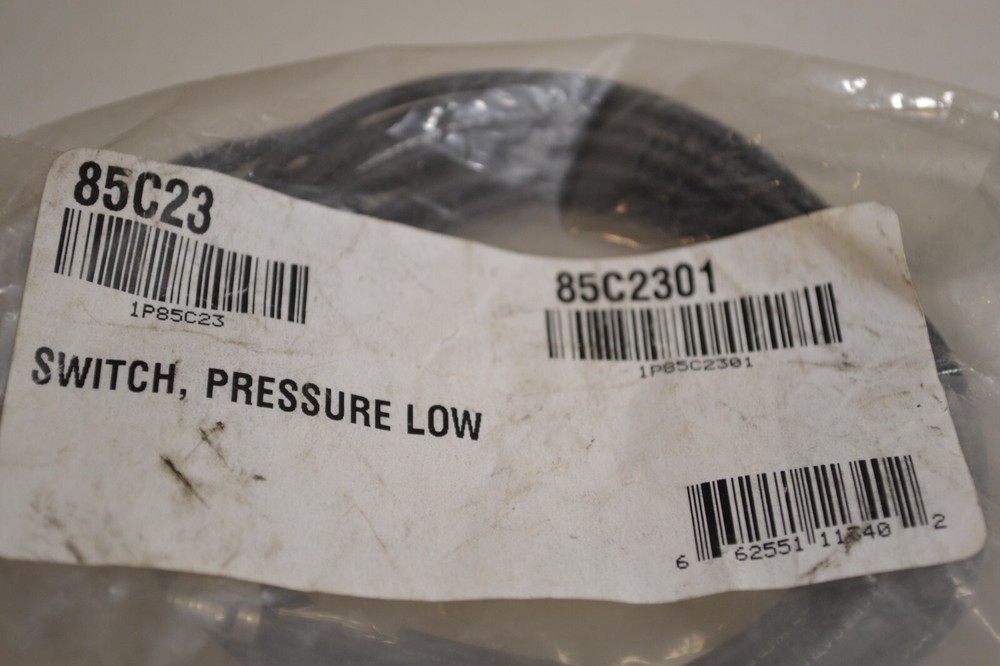 85C23
1P85C23
85C2301
1P85C2301
SWITCH, PRESSURE LOW
6 62551 11340 2